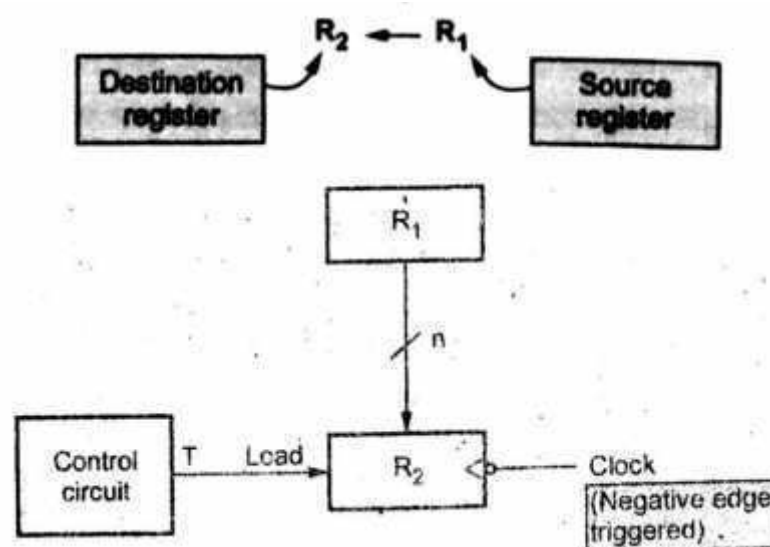 R2 ← R1
Destination
register
Source
register
R1
n
Control
circuit
T
Load
R2
Clock
(Negative edge
triggered)